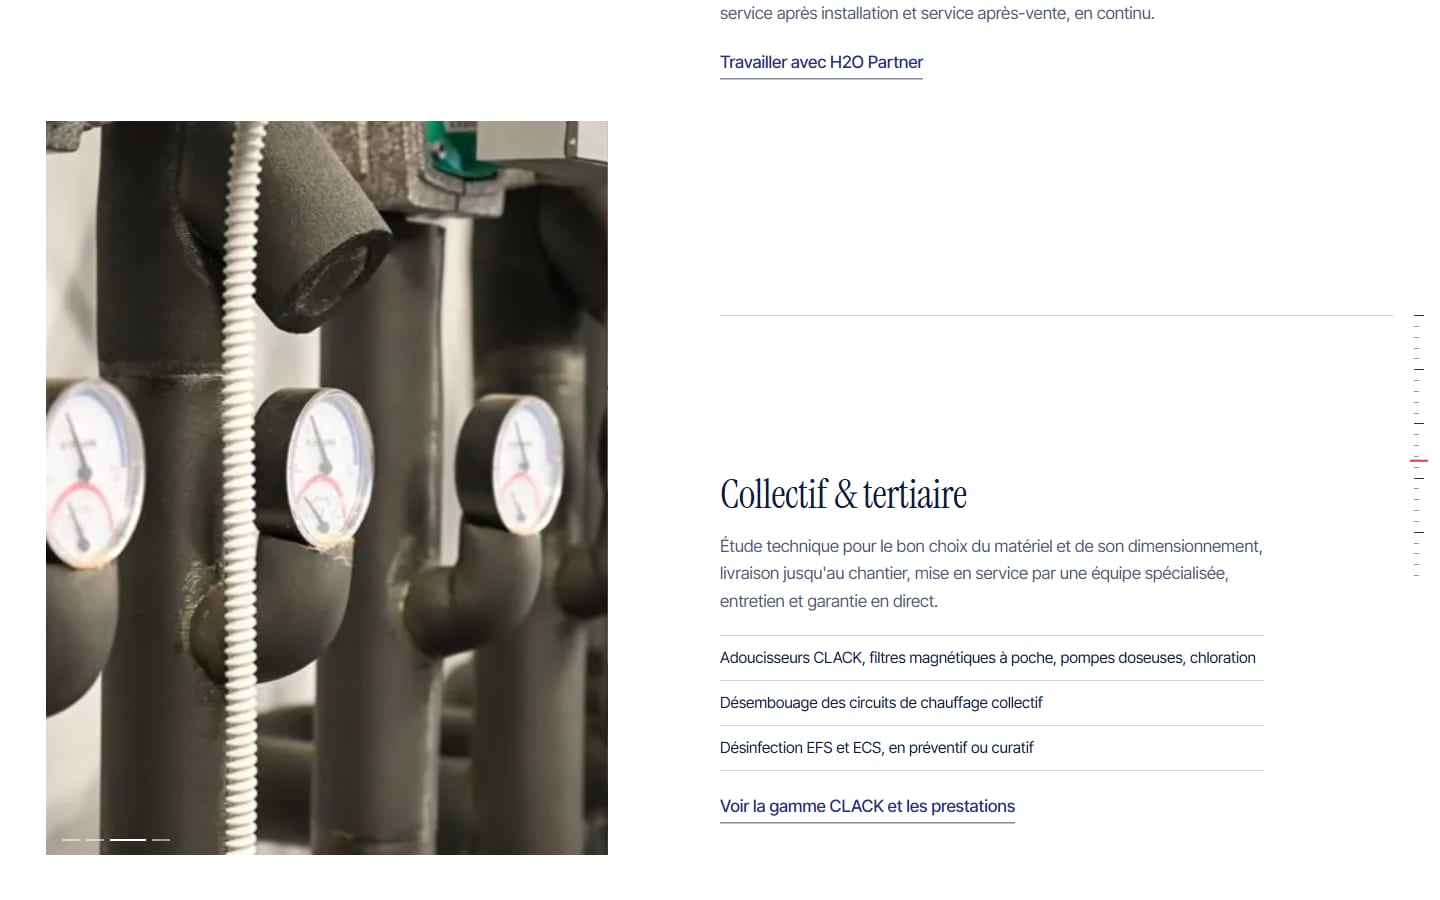 service après installation et service après-vente, en continu.
Travailler avec H2O Partner
Collectif & tertiaire
Étude technique pour le bon choix du matériel et de son dimensionnement,
livraison jusqu'au chantier, mise en service par une équipe spécialisée,
entretien et garantie en direct.
Adoucisseurs CLACK, filtres magnétiques à poche, pompes doseuses, chloration
Désembouage des circuits de chauffage collectif
Désinfection EFS et ECS, en préventif ou curatif
Voir la gamme CLACK et les prestations